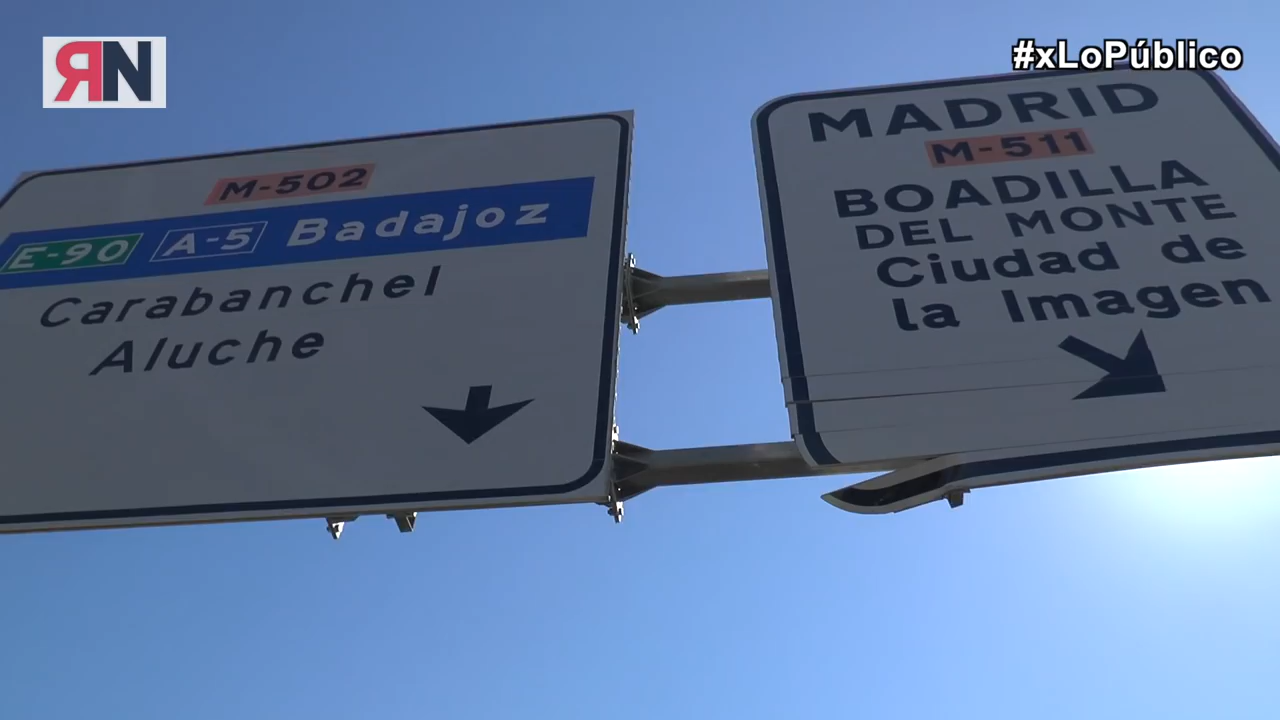 RN
#xLoPúblico
M-502
E-90 A-5 Badajoz
Carabanchel
Aluche
MADRID
M-511
BOADILLA
DEL MONTE
Ciudad de
la Imagen